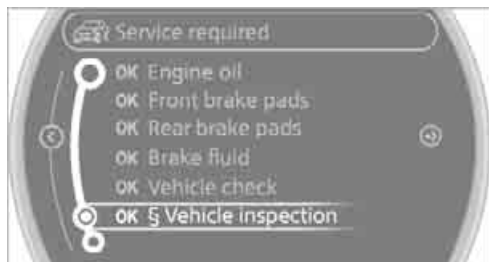 Service required
OK Engine oil
OK Front brake pads
OK Rear brake pads
OK Brake fluid
OK Vehicle check
OK § Vehicle inspection